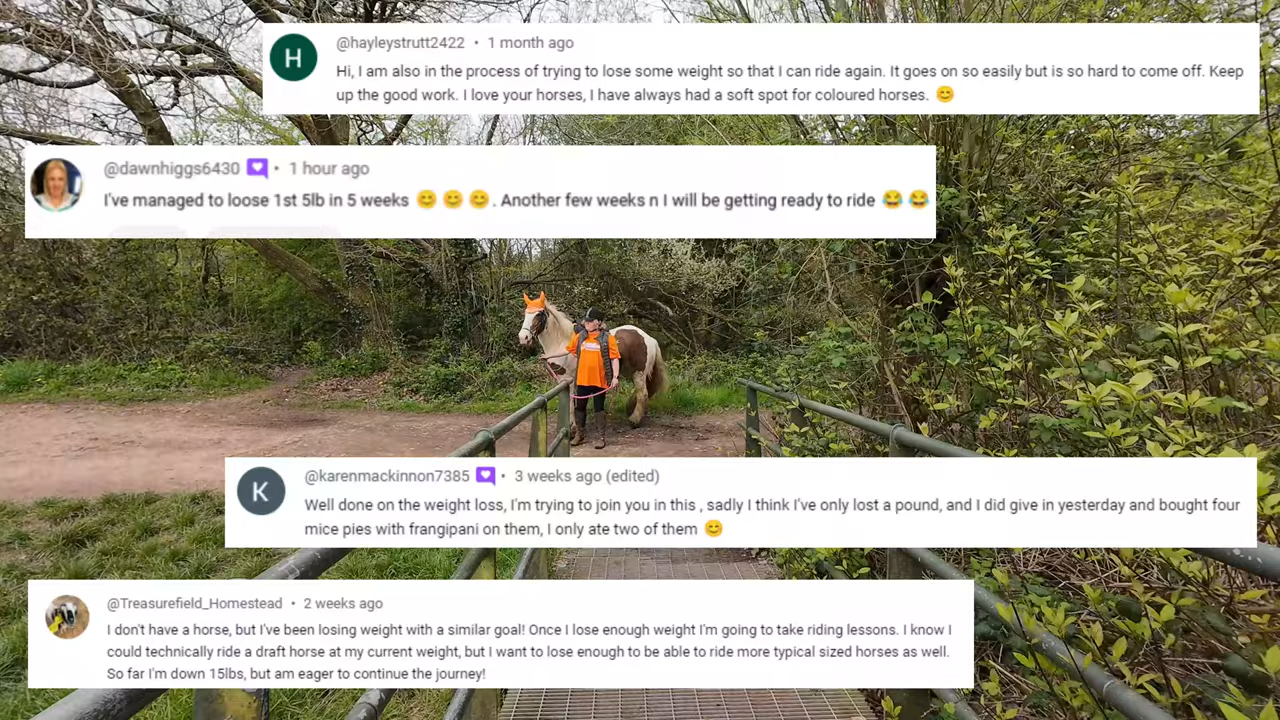 H
@hayleystrutt2422 • 1 month ago
Hi, I am also in the process of trying to lose some weight so that I can ride again. It goes on so easily but is so hard to come off. Keep
up the good work. I love your horses, I have always had a soft spot for coloured horses. 😊
@dawnhiggs6430 • 1 hour ago
I've managed to loose 1st 5lb in 5 weeks 😊 😊 😊. Another few weeks n I will be getting ready to ride 😂 😂
K
@karenmackinnon7385 • 3 weeks ago (edited)
Well done on the weight loss, I'm trying to join you in this , sadly I think I've only lost a pound, and I did give in yesterday and bought four
mice pies with frangipani on them, I only ate two of them 😊
@Treasurefield_Homestead • 2 weeks ago
I don't have a horse, but I've been losing weight with a similar goal! Once I lose enough weight I'm going to take riding lessons. I know I
could technically ride a draft horse at my current weight, but I want to lose enough to be able to ride more typical sized horses as well.
So far I'm down 15lbs, but am eager to continue the journey!